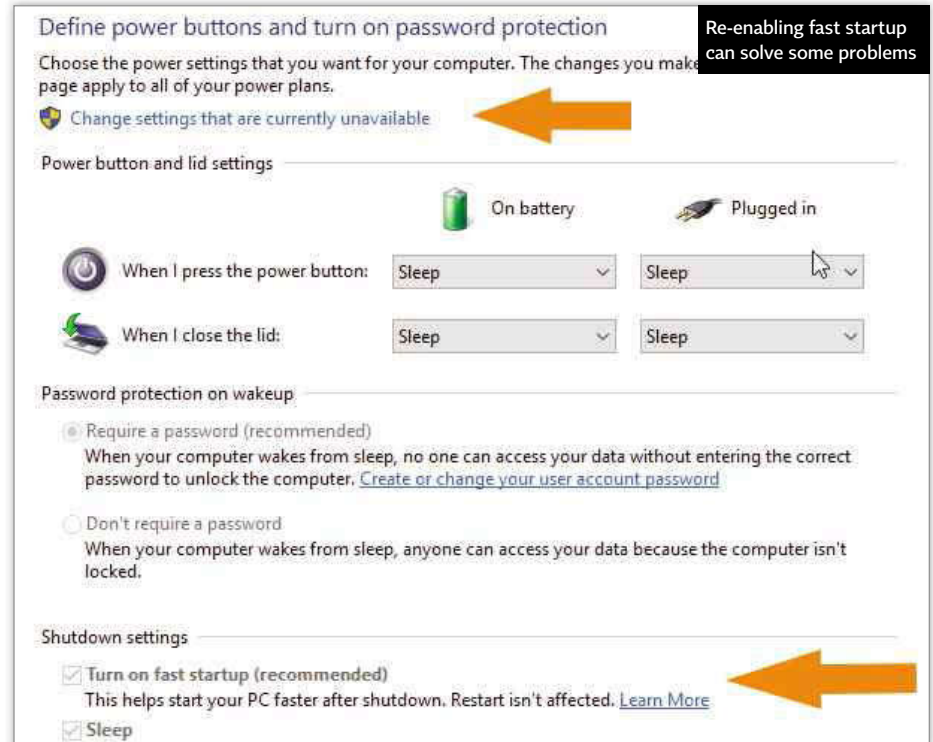 Define power buttons and turn on password protection
Re-enabling fast startup
can solve some problems
Choose the power settings that you want for your computer. The changes you make
page apply to all of your power plans.
Change settings that are currently unavailable
Power button and lid settings
On battery
Plugged in
When I press the power button:
Sleep
Sleep
When I close the lid:
Sleep
Sleep
Password protection on wakeup
Require a password (recommended)
When your computer wakes from sleep, no one can access your data without entering the correct
password to unlock the computer. Create or change your user account password
Don't require a password
When your computer wakes from sleep, anyone can access your data because the computer isn't
locked.
Shutdown settings
Turn on fast startup (recommended)
This helps start your PC faster after shutdown. Restart isn't affected. Learn More
Sleep